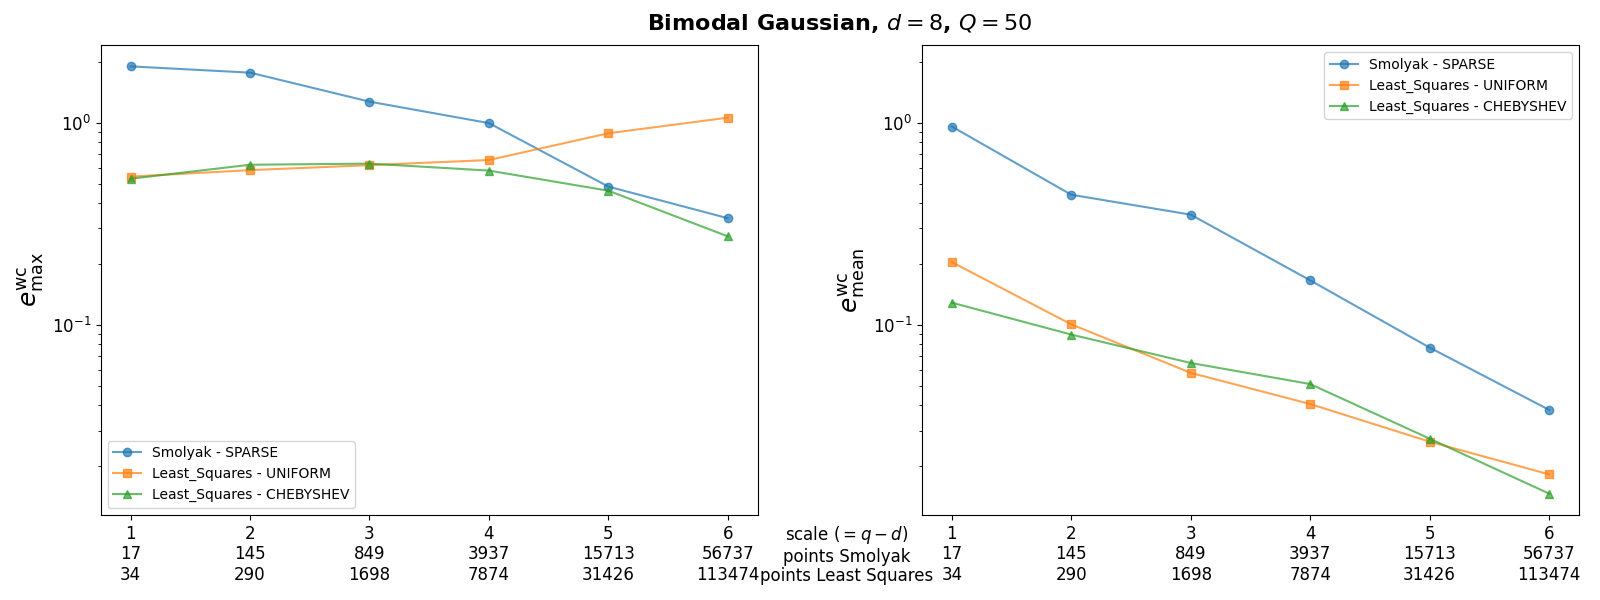 Bimodal Gaussian, d = 8, Q = 50
10⁰
10⁻¹
e^wc_max
Smolyak - SPARSE
Least_Squares - UNIFORM
Least_Squares - CHEBYSHEV
1 2 3 4 5 6
17 145 849 3937 15713 56737
34 290 1698 7874 31426 113474
scale (= q − d)
points Smolyak
points Least Squares
10⁰
10⁻¹
e^wc_mean
Smolyak - SPARSE
Least_Squares - UNIFORM
Least_Squares - CHEBYSHEV
1 2 3 4 5 6
17 145 849 3937 15713 56737
34 290 1698 7874 31426 113474